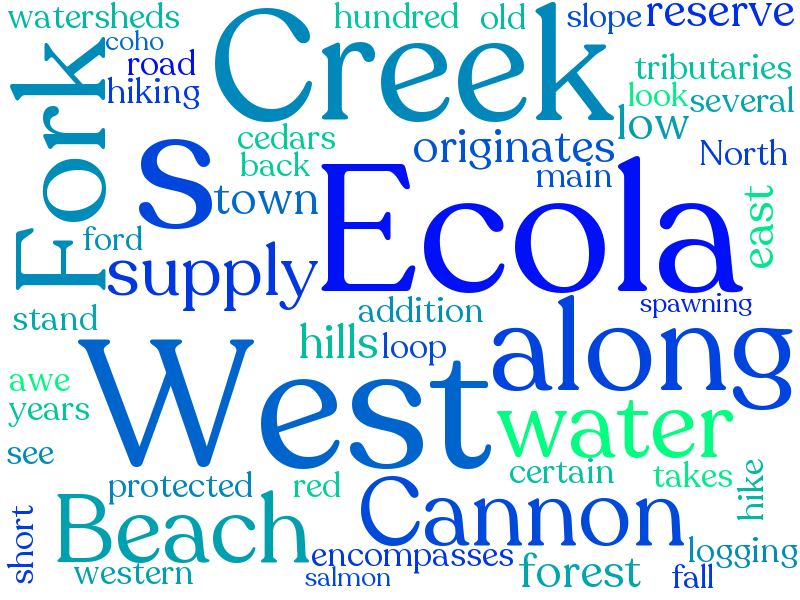 watersheds
hundred
old
slope
reserve
coho
road
hiking
Creek
Fork
tributaries
look
several
low
cedars
back
originates
main
North
s
town
Ecola
east
ford
supply
spawning
stand
addition
hills
loop
along
awe
years
West
water
see
certain
takes
hike
protected
red
Cannon
short
Beach
encompasses
logging
western
salmon
forest
fall